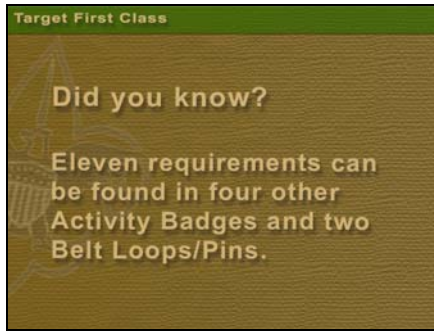 Target First Class
Did you know?
Eleven requirements can
be found in four other
Activity Badges and two
Belt Loops/Pins.